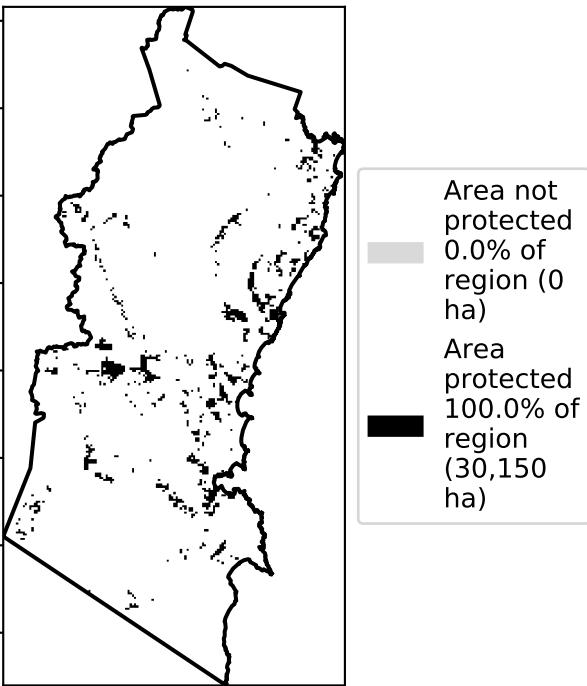 Area not
protected
0.0% of
region (0
ha)
Area
protected
100.0% of
region
(30,150
ha)